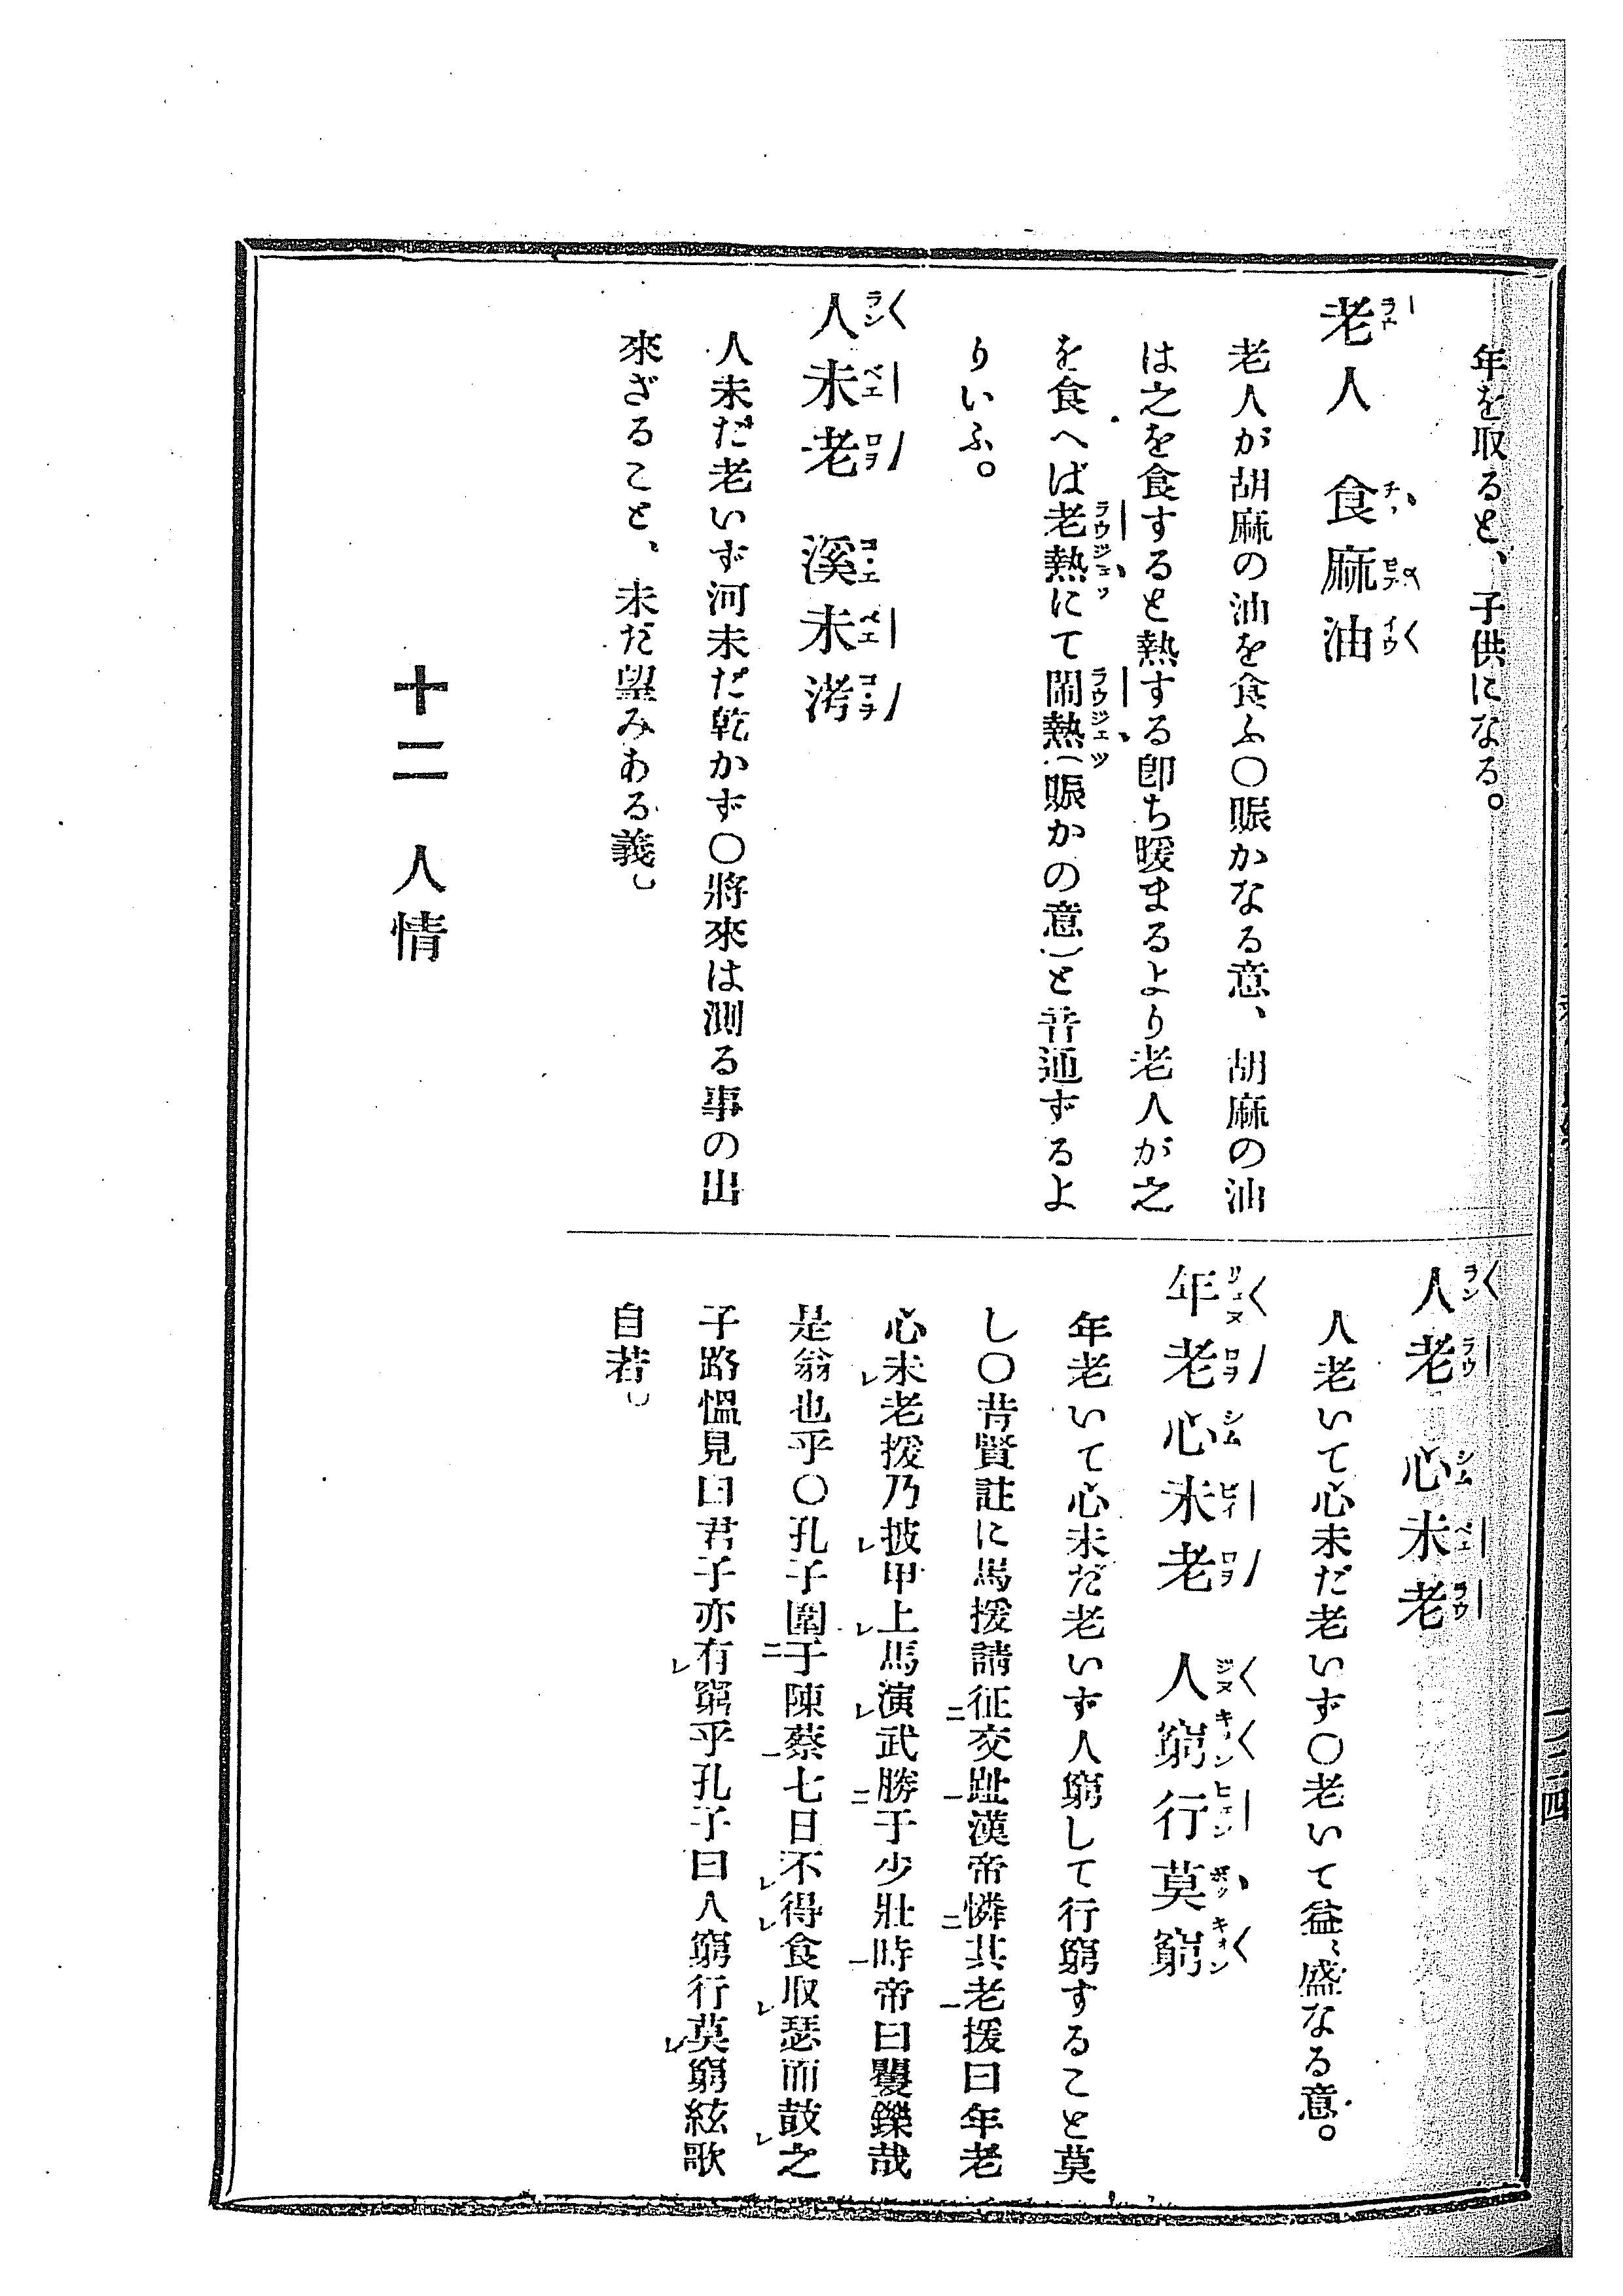 年を取ると、子供になる。
老人 食麻油
老人が胡麻の油を食ふ〇賑かなる意、胡麻の油
は之を食すると熱する卽ち暖まるより老人が之
を食へば老熱にて鬧熱(賑かの意)と音通ずるよ
りいふ。
人未老 溪未洘
人未だ老いず河未だ乾かず〇將來は測る事の出
來ざること、未だ望みある義。
人老 心未老
人老いて心未だ老いず〇老いて益〻盛なる意。
年老心未老 人窮行莫窮
年老いて心未だ老いず人窮して行窮すること莫
し〇昔賢註に馬援請征交趾漢帝憐其老援曰年老
心未老援乃披甲上馬演武勝于少壯時帝曰矍鑠哉
是翁也乎〇孔子圍于陳蔡七日不得食取瑟而鼓之
子路慍見曰君子亦有窮乎孔子曰人窮行莫窮絃歌
自若。
十二 人情